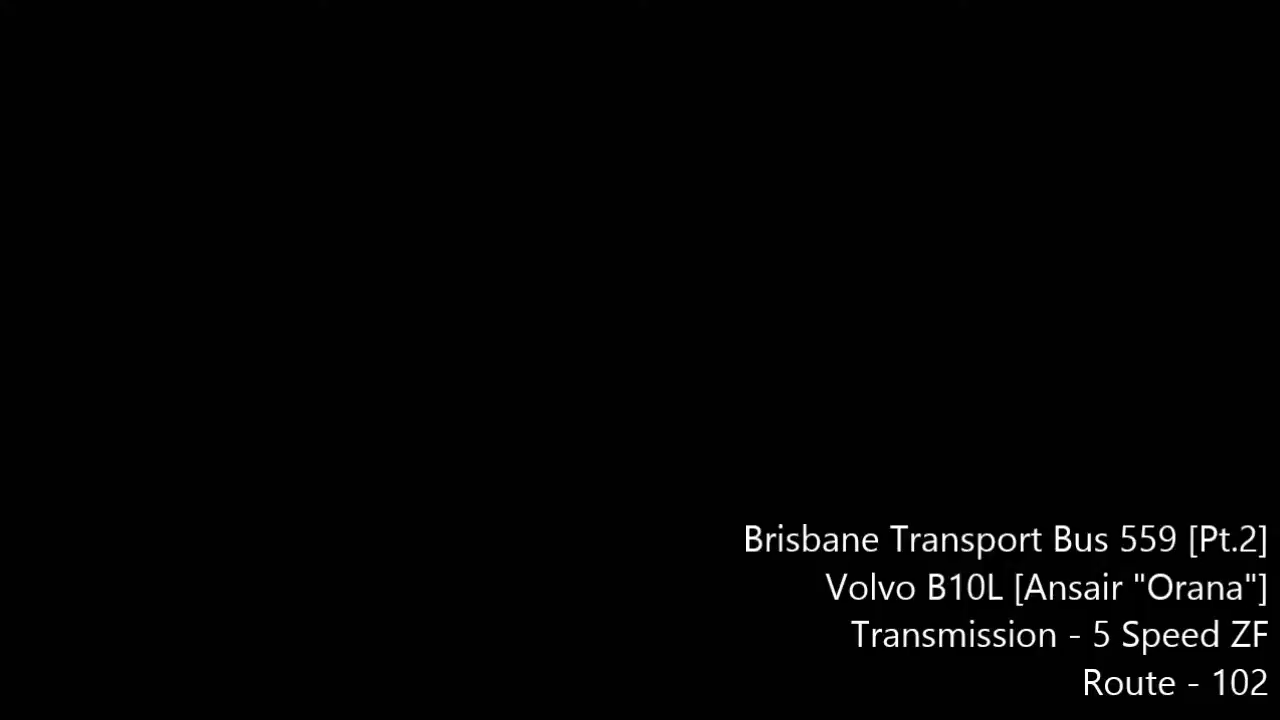 Brisbane Transport Bus 559 [Pt.2]
Volvo B10L [Ansair "Orana"]
Transmission - 5 Speed ZF
Route - 102